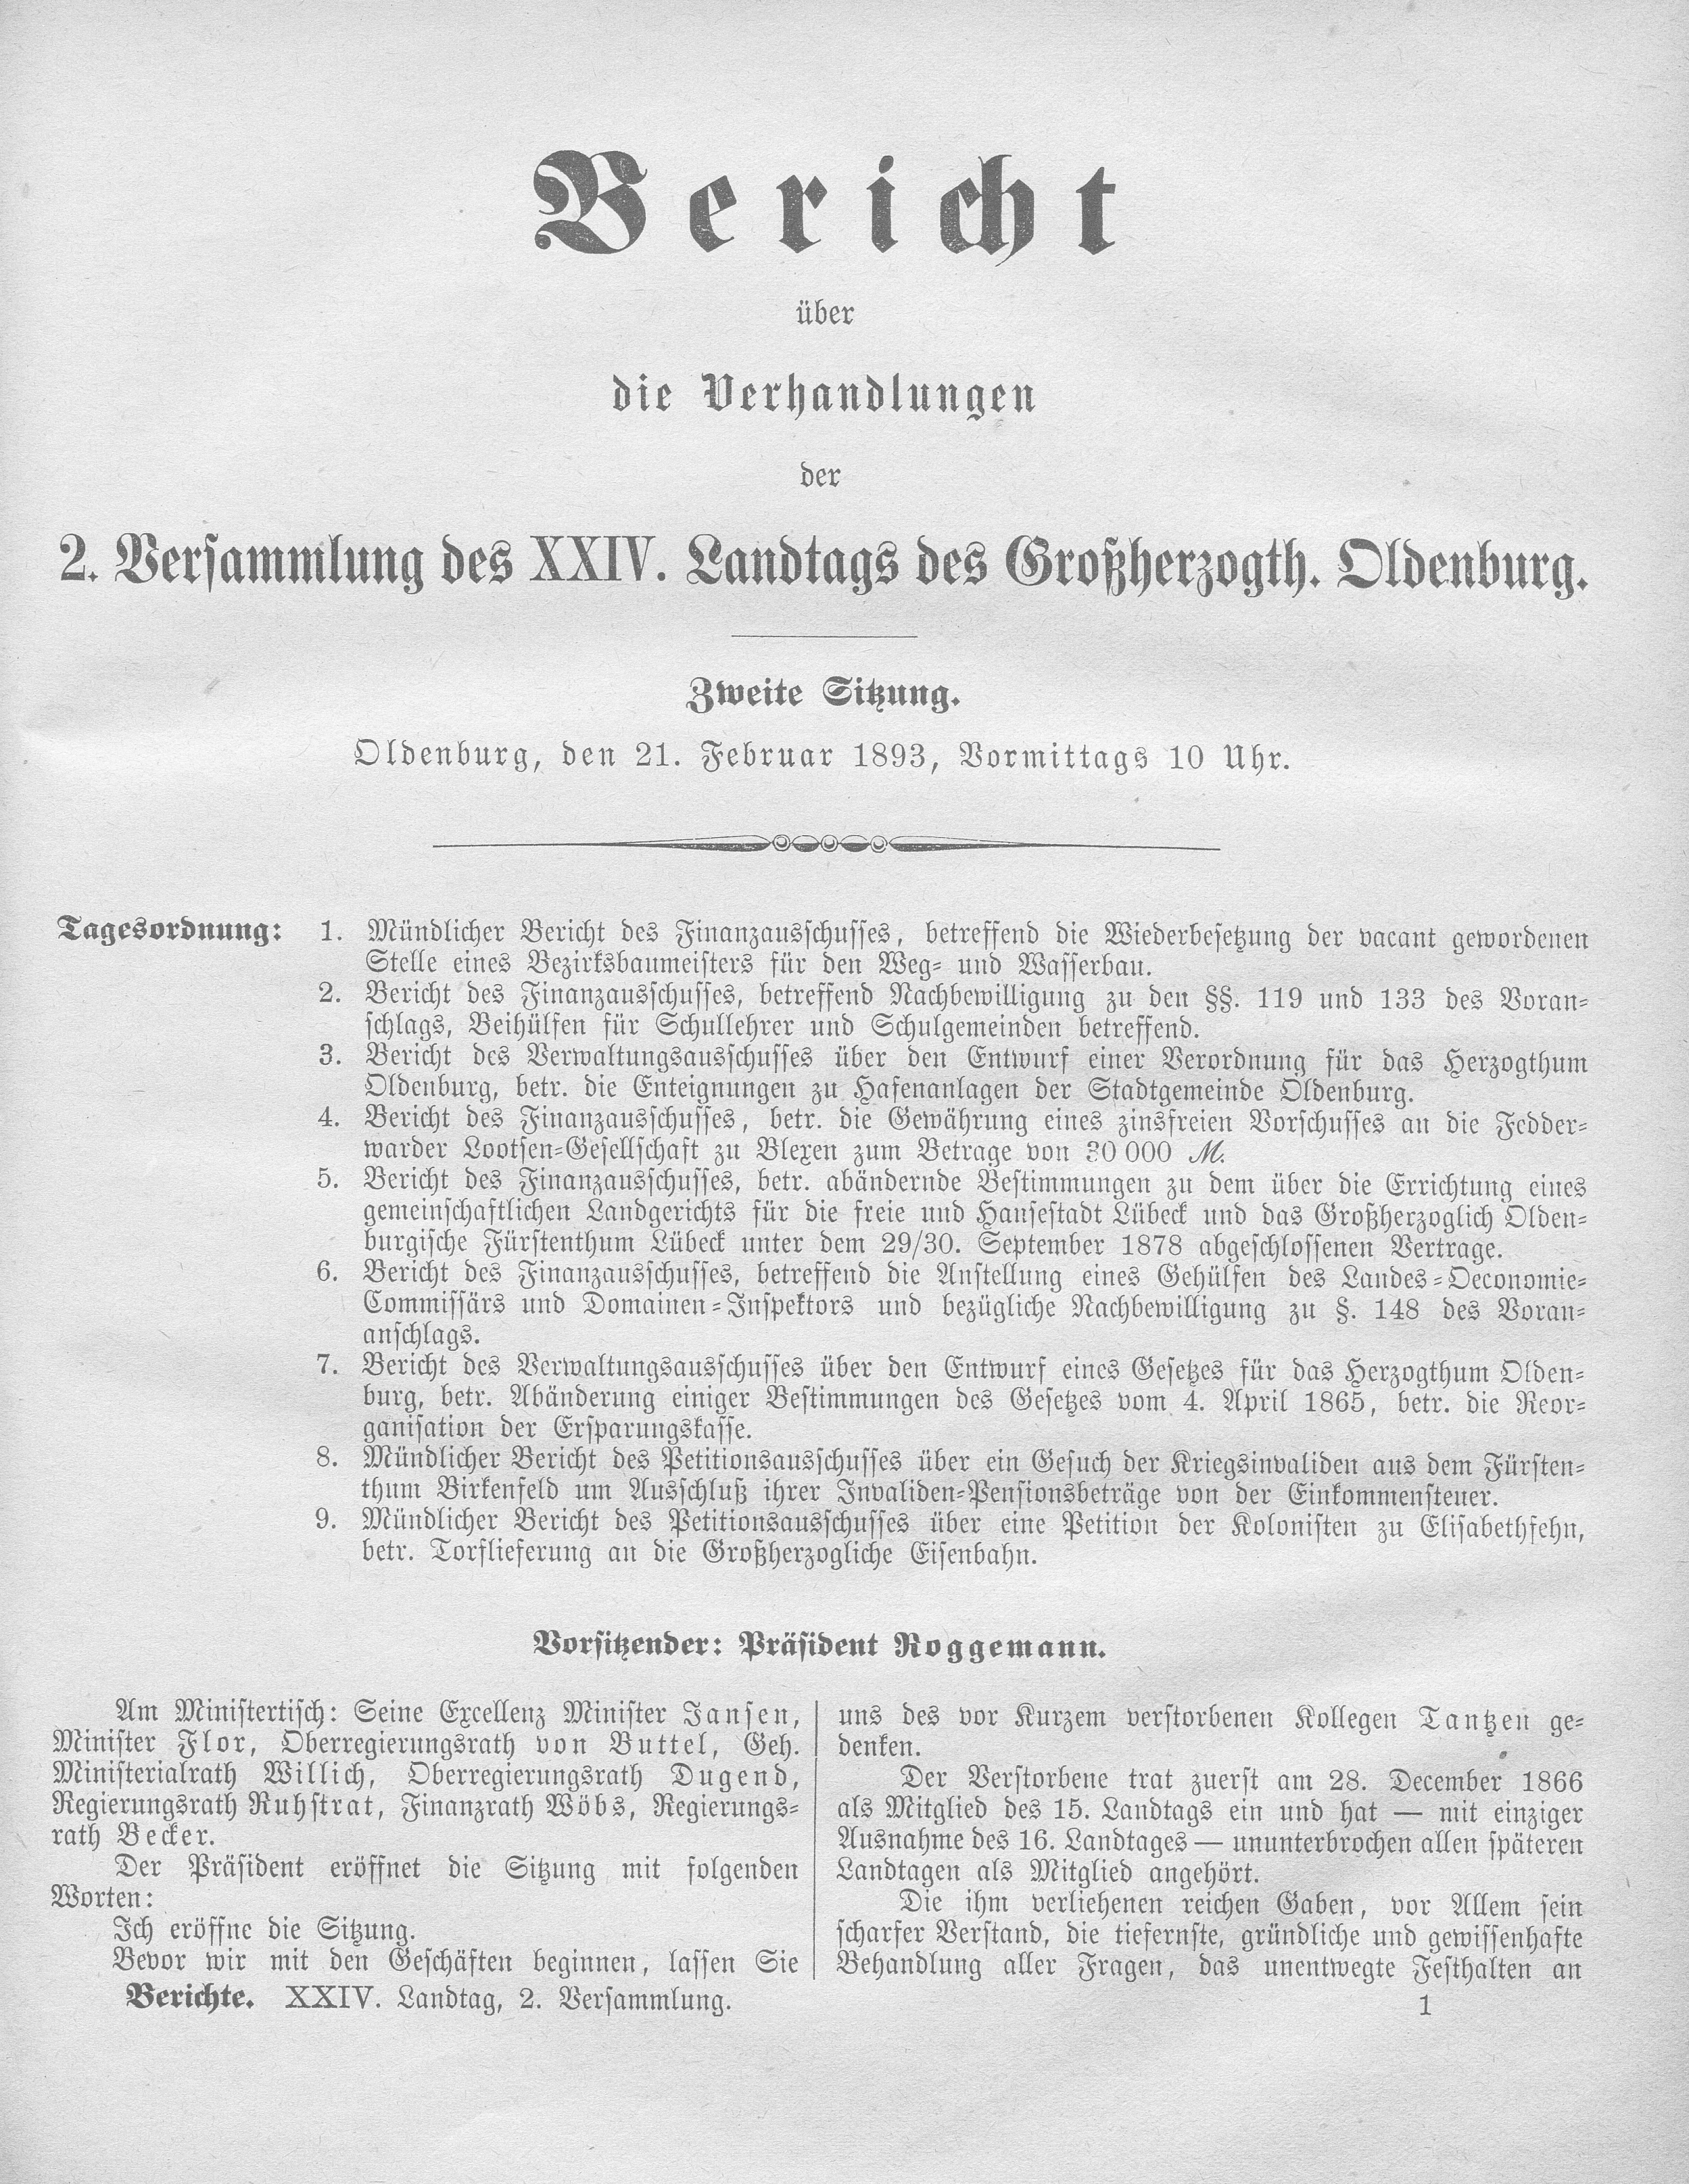 Bericht
über
die Verhandlungen
der
2. Versammlung des XXIV. Landtags des Großherzogth. Oldenburg.
Zweite Sitzung.
Oldenburg, den 21. Februar 1893, Vormittags 10 Uhr.
Tagesordnung: 1. Mündlicher Bericht des Finanzausschusses, betreffend die Wiederbesetzung der vacant gewordenen
Stelle eines Bezirksbaumeisters für den Weg- und Wasserbau.
2. Bericht des Finanzausschusses, betreffend Nachbewilligung zu den §§. 119 und 133 des Voran-
schlags, Beihülfen für Schullehrer und Schulgemeinden betreffend.
3. Bericht des Verwaltungsausschusses über den Entwurf einer Verordnung für das Herzogthum
Oldenburg, betr. die Enteignungen zu Hafenanlagen der Stadtgemeinde Oldenburg.
4. Bericht des Finanzausschusses, betr. die Gewährung eines zinsfreien Vorschusses an die Fedder-
warder Lootsen-Gesellschaft zu Blexen zum Betrage von 30 000 M.
5. Bericht des Finanzausschusses, betr. abändernde Bestimmungen zu dem über die Errichtung eines
gemeinschaftlichen Landgerichts für die freie und Hansestadt Lübeck und das Großherzoglich Olden-
burgische Fürstenthum Lübeck unter dem 29/30. September 1878 abgeschlossenen Vertrage.
6. Bericht des Finanzausschusses, betreffend die Anstellung eines Gehülfen des Landes-Oeconomie-
Commissärs und Domainen-Inspektors und bezügliche Nachbewilligung zu §. 148 des Voran-
anschlags.
7. Bericht des Verwaltungsausschusses über den Entwurf eines Gesetzes für das Herzogthum Olden-
burg, betr. Abänderung einiger Bestimmungen des Gesetzes vom 4. April 1865, betr. die Reor-
ganisation der Ersparungskasse.
8. Mündlicher Bericht des Petitionsausschusses über ein Gesuch der Kriegsinvaliden aus dem Fürsten-
thum Birkenfeld um Ausschluß ihrer Invaliden-Pensionsbeträge von der Einkommensteuer.
9. Mündlicher Bericht des Petitionsausschusses über eine Petition der Kolonisten zu Elisabethfehn,
betr. Torflieferung an die Großherzogliche Eisenbahn.
Vorsitzender: Präsident Roggemann.
Am Ministertisch: Seine Excellenz Minister Jansen,
Minister Flor, Oberregierungsrath von Buttel, Geh.
Ministerialrath Willich, Oberregierungsrath Dugend,
Regierungsrath Ruhstrat, Finanzrath Wöbs, Regierungs-
rath Becker.
Der Präsident eröffnet die Sitzung mit folgenden
Worten:
Ich eröffne die Sitzung.
Bevor wir mit den Geschäften beginnen, lassen Sie
uns des vor Kurzem verstorbenen Kollegen Tantzen ge-
denken.
Der Verstorbene trat zuerst am 28. December 1866
als Mitglied des 15. Landtags ein und hat — mit einziger
Ausnahme des 16. Landtages — ununterbrochen allen späteren
Landtagen als Mitglied angehört.
Die ihm verliehenen reichen Gaben, vor Allem sein
scharfer Verstand, die tiefernste, gründliche und gewissenhafte
Behandlung aller Fragen, das unentwegte Festhalten an
Berichte. XXIV. Landtag, 2. Versammlung.
1